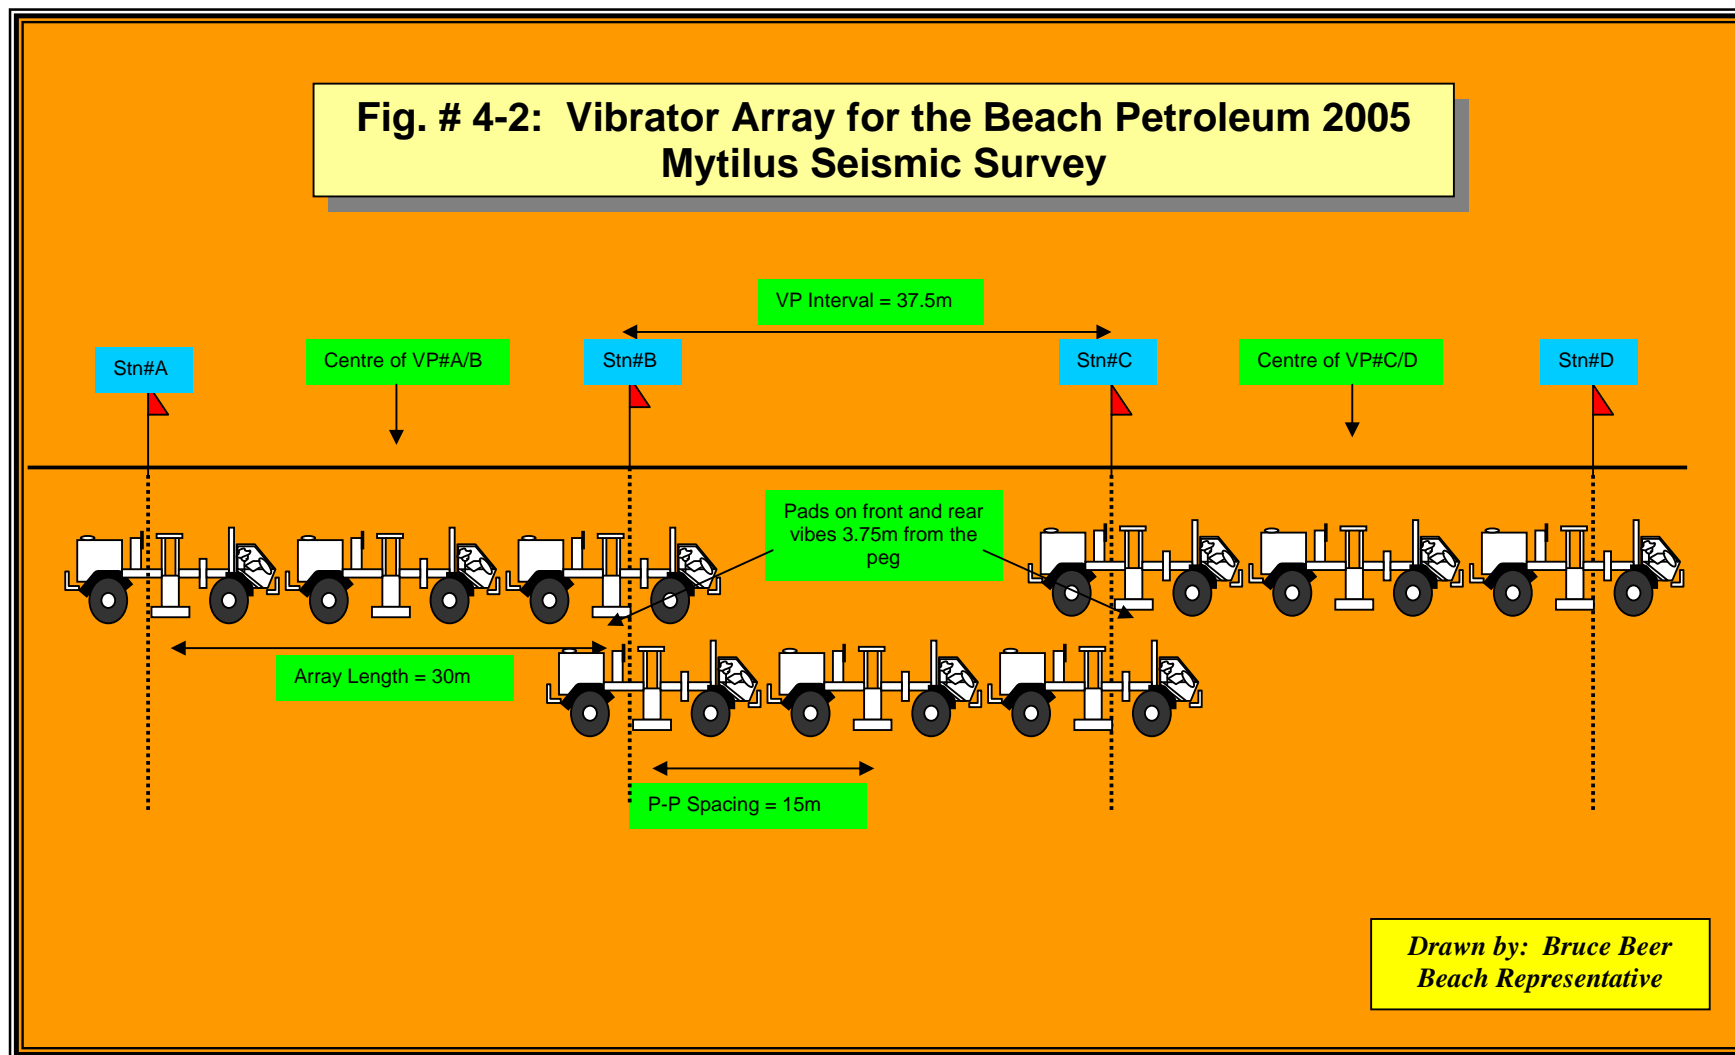 Fig. # 4-2:  Vibrator Array for the Beach Petroleum 2005
Mytilus Seismic Survey
VP Interval = 37.5m
Stn#A
Centre of VP#A/B
Stn#B
Stn#C
Centre of VP#C/D
Stn#D
Pads on front and rear
vibes 3.75m from the
peg
Array Length = 30m
P-P Spacing = 15m
Drawn by:  Bruce Beer
Beach Representative